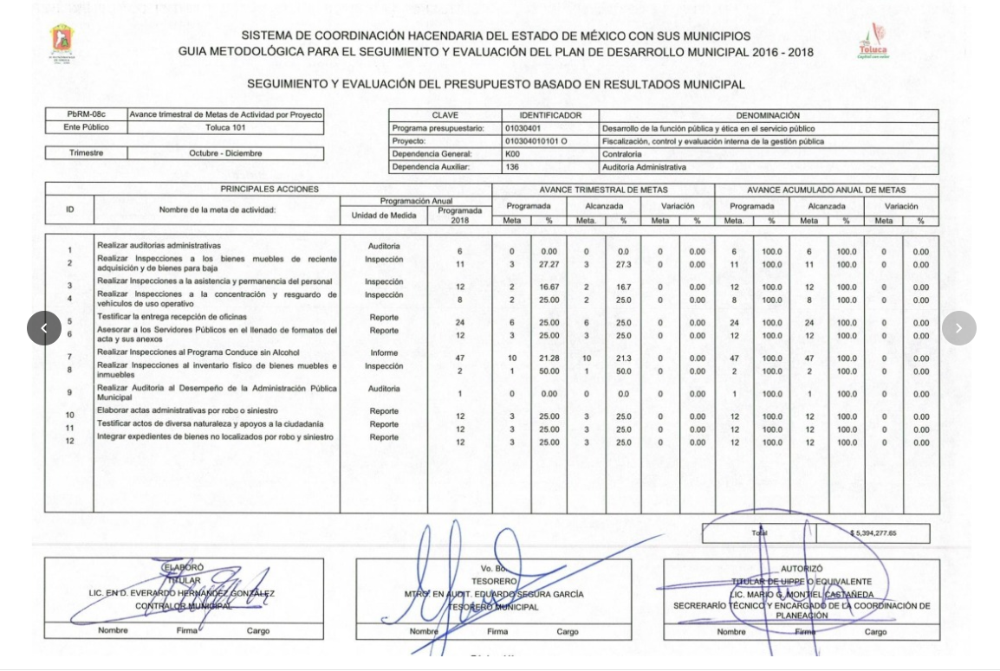 SISTEMA DE COORDINACIÓN HACENDARIA DEL ESTADO DE MÉXICO CON SUS MUNICIPIOS
GUIA METODOLÓGICA PARA EL SEGUIMIENTO Y EVALUACIÓN DEL PLAN DE DESARROLLO MUNICIPAL 2016 - 2018
Toluca
SEGUIMIENTO Y EVALUACIÓN DEL PRESUPUESTO BASADO EN RESULTADOS MUNICIPAL
PbRM-08c Avance trimestral de Metas de Actividad por Proyecto
Ente Público Toluca 101
Trimestre Octubre - Diciembre
CLAVE IDENTIFICADOR DENOMINACIÓN
Programa presupuestario: 01030401 Desarrollo de la función pública y ética en el servicio público
Proyecto: 010304010101 O Fiscalización, control y evaluación interna de la gestión pública
Dependencia General: K00 Contraloria
Dependencia Auxiliar: 136 Auditoria Administrativa
PRINCIPALES ACCIONES AVANCE TRIMESTRAL DE METAS AVANCE ACUMULADO ANUAL DE METAS
ID Nombre de la meta de actividad: Programación Anual Programada Alcanzada Variación Programada Alcanzada Variación
Unidad de Medida Programada 2018 Meta % Meta. % Meta % Meta. % Meta % Meta %
1 Realizar auditorias administrativas Auditoria 6 0 0.00 0 0.0 0 0.00 6 100.0 6 100.0 0 0.00
2 Realizar Inspecciones a los bienes muebles de reciente Inspección 11 3 27.27 3 27.3 0 0.00 11 100.0 11 100.0 0 0.00
adquisición y de bienes para baja
3 Realizar Inspecciones a la asistencia y permanencia del personal Inspección 12 2 16.67 2 16.7 0 0.00 12 100.0 12 100.0 0 0.00
4 Realizar Inspecciones a la concentración y resguardo de Inspección 8 2 25.00 2 25.0 0 0.00 8 100.0 8 100.0 0 0.00
vehículos de uso operativo
5 Testificar la entrega recepción de oficinas Reporte 24 6 25.00 6 25.0 0 0.00 24 100.0 24 100.0 0 0.00
6 Asesorar a los Servidores Públicos en el llenado de formatos del Reporte 12 3 25.00 3 25.0 0 0.00 12 100.0 12 100.0 0 0.00
acta y sus anexos
7 Realizar Inspecciones al Programa Conduce sin Alcohol Informe 47 10 21.28 10 21.3 0 0.00 47 100.0 47 100.0 0 0.00
8 Realizar Inspecciones al inventario físico de bienes muebles e Inspección 2 1 50.00 1 50.0 0 0.00 2 100.0 2 100.0 0 0.00
inmuebles
9 Realizar Auditoria al Desempeño de la Administración Pública Auditoria 1 0 0.00 0 0.0 0 0.00 1 100.0 1 100.0 0 0.00
Municipal
10 Elaborar actas administrativas por robo o siniestro Reporte 12 3 25.00 3 25.0 0 0.00 12 100.0 12 100.0 0 0.00
11 Testificar actos de diversa naturaleza y apoyos a la ciudadania Reporte 12 3 25.00 3 25.0 0 0.00 12 100.0 12 100.0 0 0.00
12 Integrar expedientes de bienes no localizados por robo y siniestro Reporte 12 3 25.00 3 25.0 0 0.00 12 100.0 12 100.0 0 0.00
Total $ 5,394,277.65
ELABORÓ
TITULAR
LIC. EN D. EVERARDO HERNÁNDEZ GONZÁLEZ
CONTRALOR MUNICIPAL
Nombre Firma Cargo
Vo. Bo.
TESORERO
MTRO. EN AUDIT. EDUARDO SEGURA GARCÍA
TESORERO MUNICIPAL
Nombre Firma Cargo
AUTORIZÓ
TITULAR DE UIPPE O EQUIVALENTE
LIC. MARIO G. MONTIEL CASTAÑEDA
SECRERARÍO TÉCNICO Y ENCARGADO DE LA COORDINACIÓN DE
PLANEACIÓN
Nombre Firma Cargo